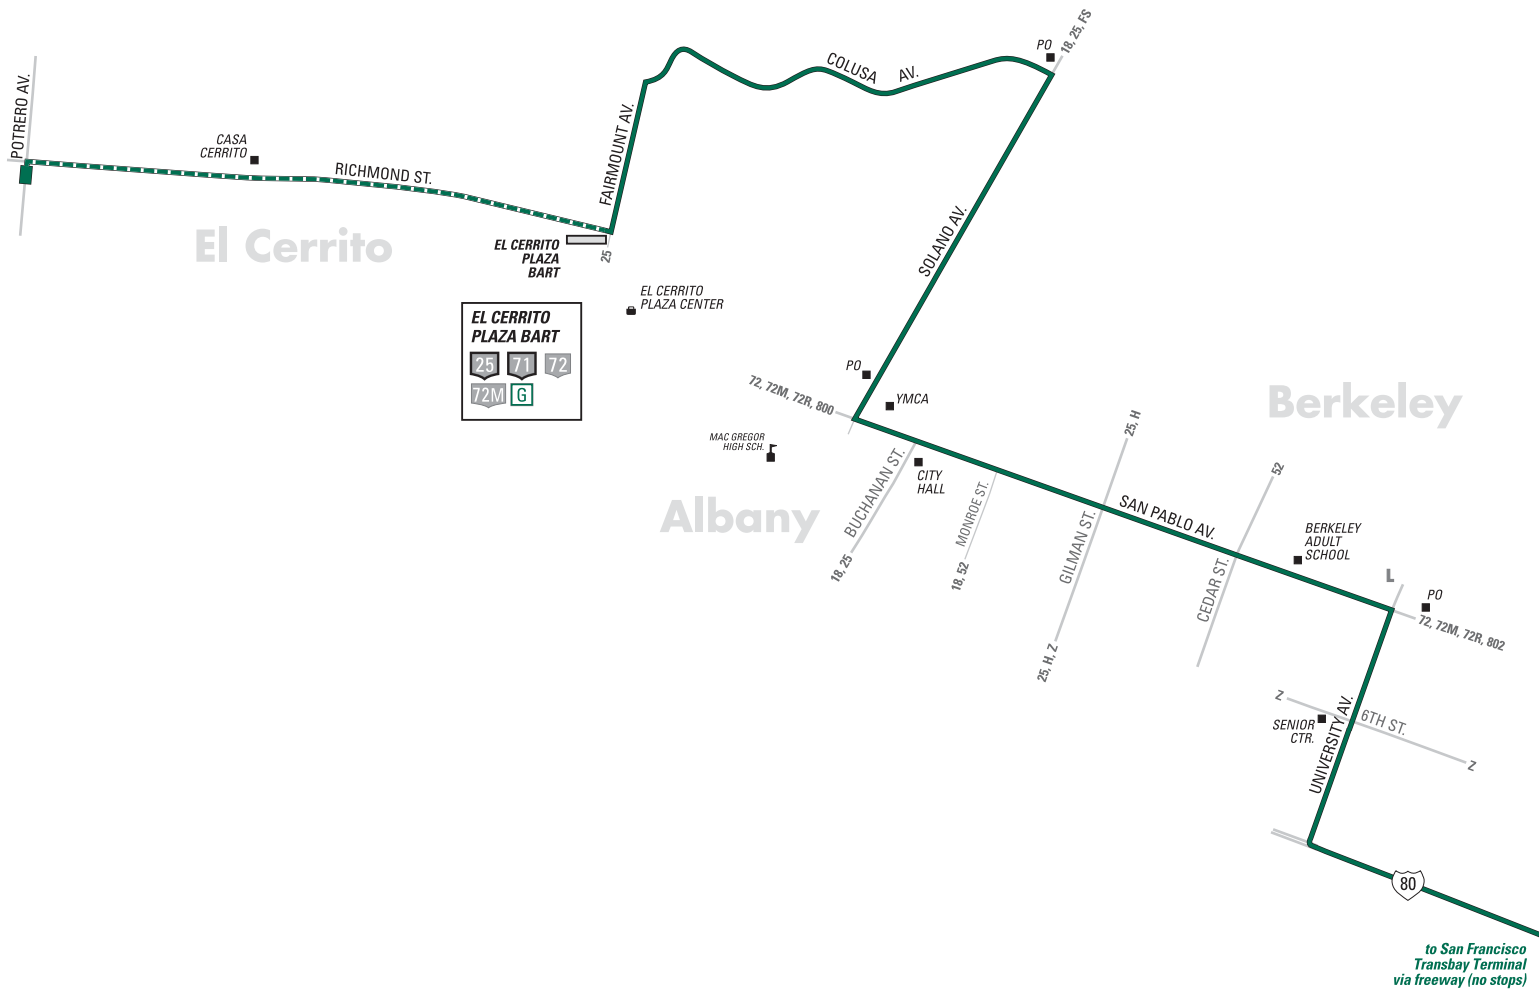 PO
18, 25, FS
COLUSA AV.
POTRERO AV.
CASA
CERRITO
RICHMOND ST.
FAIRMOUNT AV.
El Cerrito
EL CERRITO
PLAZA
BART
25
SOLANO AV.
EL CERRITO
PLAZA CENTER
EL CERRITO
PLAZA BART
25 71 72
72M G
PO
72, 72M, 72R, 800
YMCA
Berkeley
MAC GREGOR
HIGH SCH.
Albany
BUCHANAN ST.
18, 25
CITY
HALL
MONROE ST.
18, 52
25, H
GILMAN ST.
25, H, Z
SAN PABLO AV.
52
CEDAR ST.
BERKELEY
ADULT
SCHOOL
L
PO
72, 72M, 72R, 802
Z
SENIOR
CTR.
UNIVERSITY AV.
6TH ST.
Z
80
to San Francisco
Transbay Terminal
via freeway (no stops)